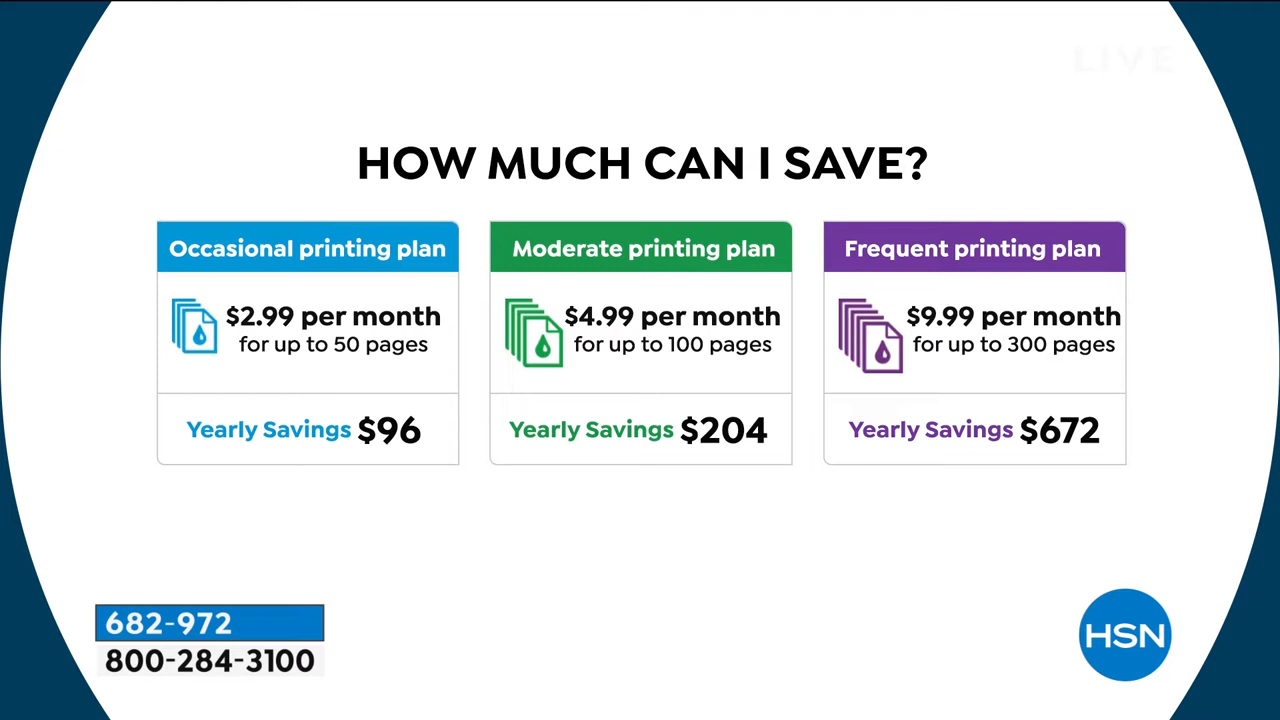 LIVE
HOW MUCH CAN I SAVE?
Occasional printing plan
$2.99 per month
for up to 50 pages
Yearly Savings $96
Moderate printing plan
$4.99 per month
for up to 100 pages
Yearly Savings $204
Frequent printing plan
$9.99 per month
for up to 300 pages
Yearly Savings $672
682-972
800-284-3100
HSN